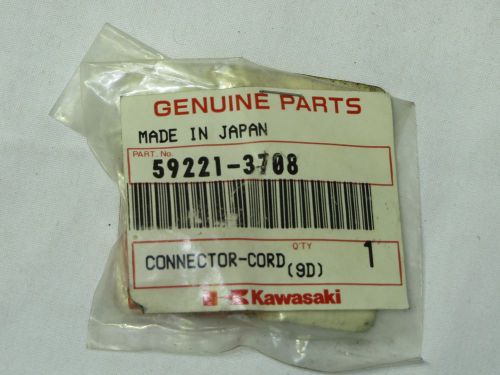 GENUINE PARTS
MADE IN JAPAN
PART. No.
59221-3708
Q'TY
CONNECTOR-CORD (9D) 1
Kawasaki